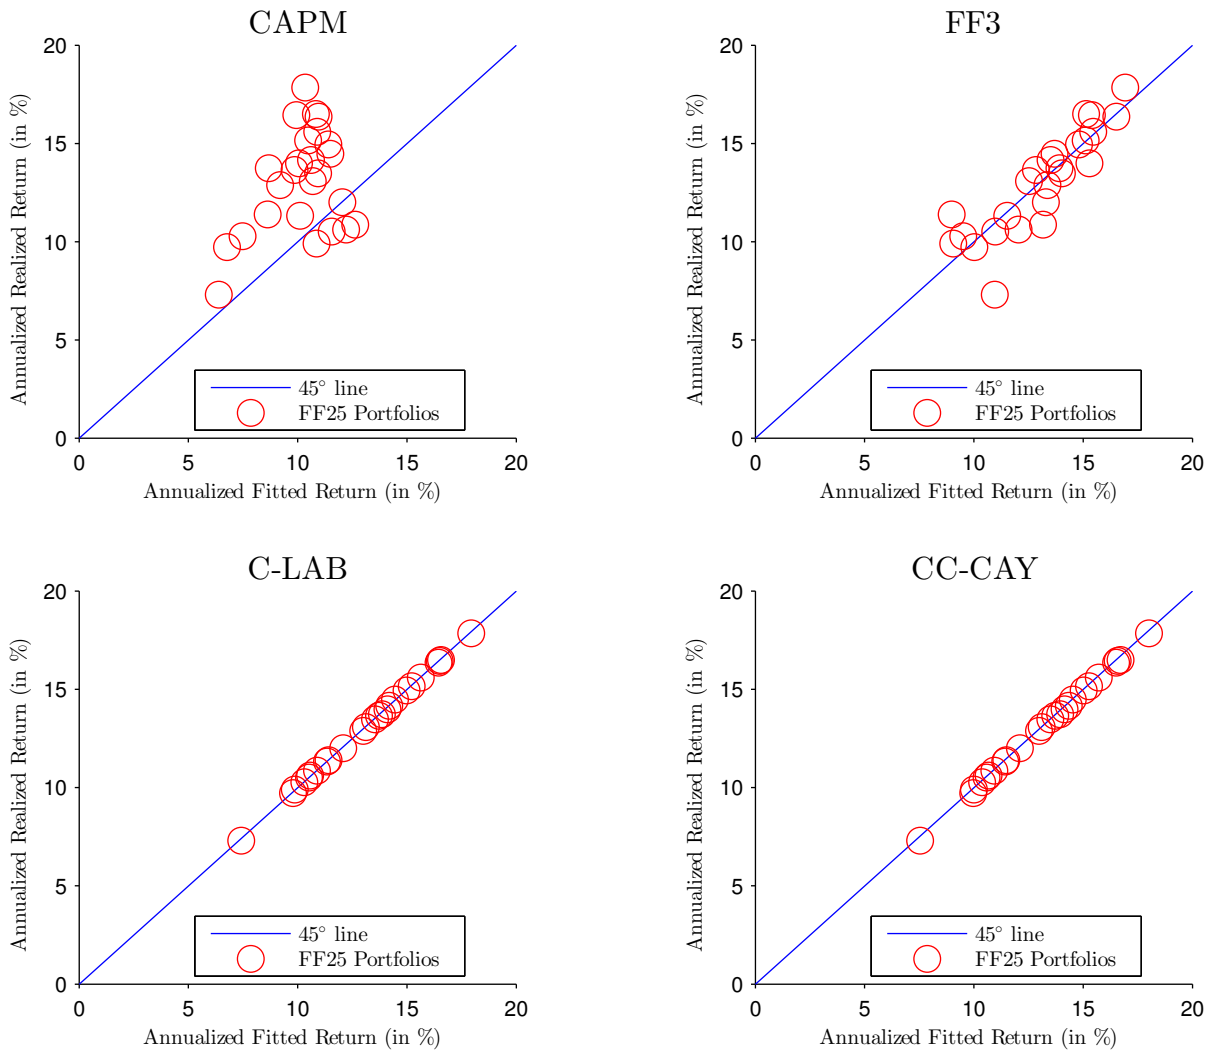 CAPM
20
15
10
5
0
0 5 10 15 20
Annualized Realized Return (in %)
Annualized Fitted Return (in %)
45° line
FF25 Portfolios
FF3
20
15
10
5
0
0 5 10 15 20
Annualized Realized Return (in %)
Annualized Fitted Return (in %)
45° line
FF25 Portfolios
C-LAB
20
15
10
5
0
0 5 10 15 20
Annualized Realized Return (in %)
Annualized Fitted Return (in %)
45° line
FF25 Portfolios
CC-CAY
20
15
10
5
0
0 5 10 15 20
Annualized Realized Return (in %)
Annualized Fitted Return (in %)
45° line
FF25 Portfolios